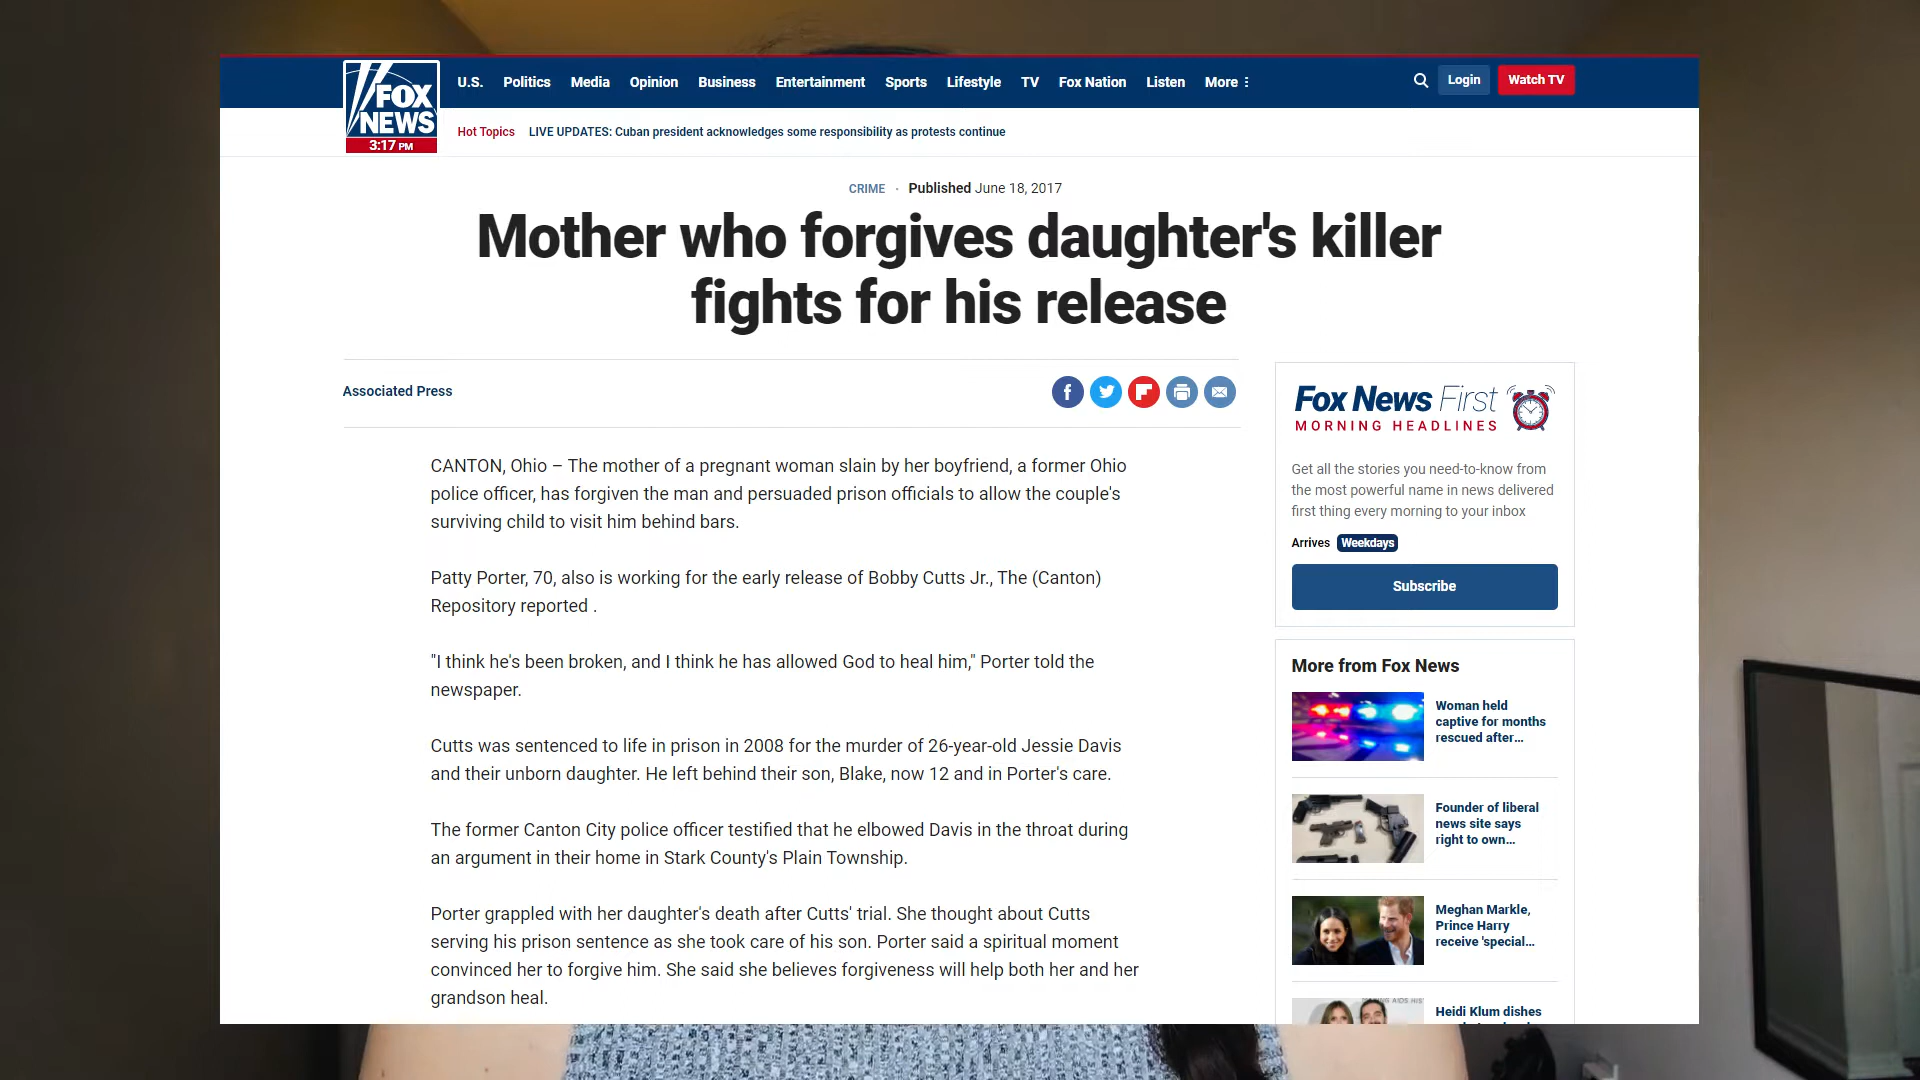 U.S. Politics Media Opinion Business Entertainment Sports Lifestyle TV Fox Nation Listen More Login Watch TV
FOX
NEWS
3:17 PM
Hot Topics LIVE UPDATES: Cuban president acknowledges some responsibility as protests continue
CRIME · Published June 18, 2017
Mother who forgives daughter's killer
fights for his release
Associated Press
CANTON, Ohio – The mother of a pregnant woman slain by her boyfriend, a former Ohio
police officer, has forgiven the man and persuaded prison officials to allow the couple's
surviving child to visit him behind bars.
Patty Porter, 70, also is working for the early release of Bobby Cutts Jr., The (Canton)
Repository reported .
"I think he's been broken, and I think he has allowed God to heal him," Porter told the
newspaper.
Cutts was sentenced to life in prison in 2008 for the murder of 26-year-old Jessie Davis
and their unborn daughter. He left behind their son, Blake, now 12 and in Porter's care.
The former Canton City police officer testified that he elbowed Davis in the throat during
an argument in their home in Stark County's Plain Township.
Porter grappled with her daughter's death after Cutts' trial. She thought about Cutts
serving his prison sentence as she took care of his son. Porter said a spiritual moment
convinced her to forgive him. She said she believes forgiveness will help both her and her
grandson heal.
Fox News First
MORNING HEADLINES
Get all the stories you need-to-know from
the most powerful name in news delivered
first thing every morning to your inbox
Arrives Weekdays
Subscribe
More from Fox News
Woman held
captive for months
rescued after...
Founder of liberal
news site says
right to own...
Meghan Markle,
Prince Harry
receive 'special...
Heidi Klum dishes